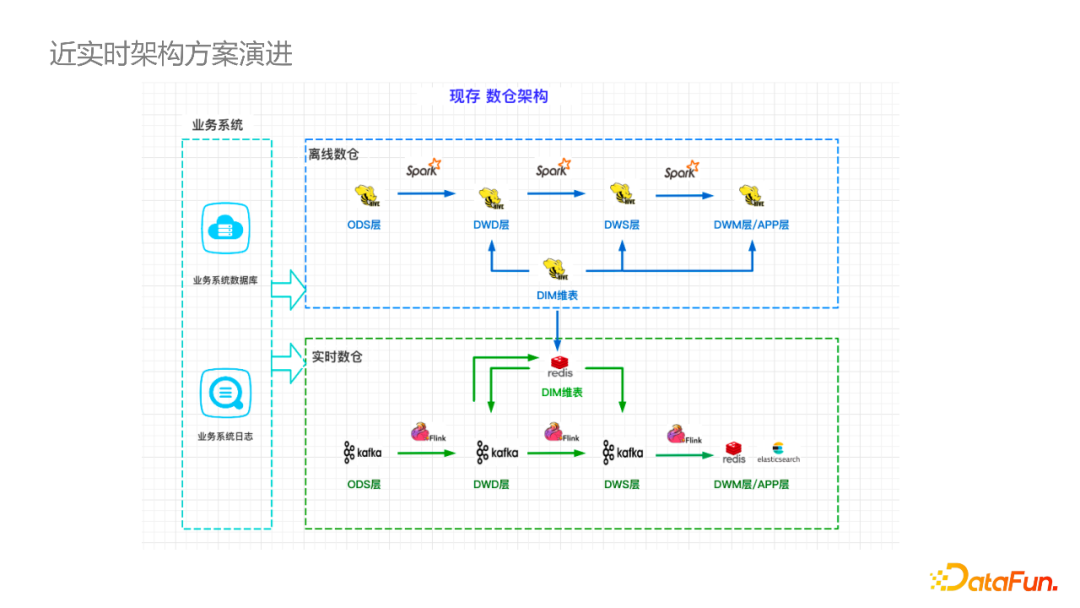 近实时架构方案演进
现存 数仓架构
业务系统
业务系统数据库
业务系统日志
离线数仓
Spark
Spark
Spark
HIVE
HIVE
HIVE
HIVE
ODS层
DWD层
DWS层
DWM层/APP层
HIVE
DIM维表
实时数仓
redis
DIM维表
Flink
Flink
Flink
kafka
kafka
kafka
redis
elasticsearch
ODS层
DWD层
DWS层
DWM层/APP层
DataFun.